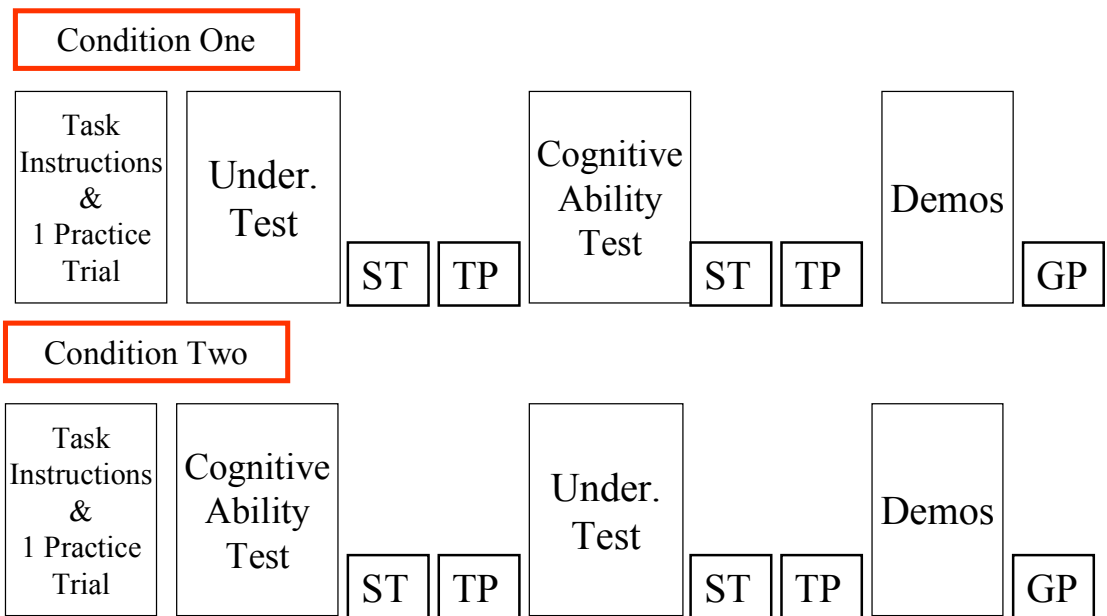 Condition One
Task
Instructions
&
1 Practice
Trial
Under.
Test
ST
TP
Cognitive
Ability
Test
ST
TP
Demos
GP
Condition Two
Task
Instructions
&
1 Practice
Trial
Cognitive
Ability
Test
ST
TP
Under.
Test
ST
TP
Demos
GP